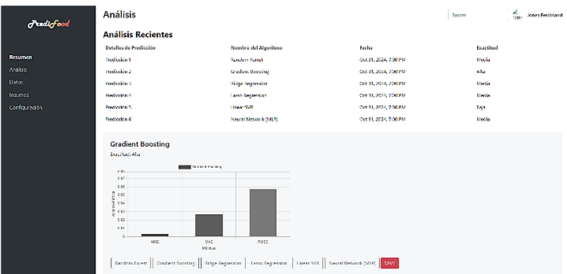 PrediFood
Análisis
Buscar
Jones Ferdinand
Resumen
Análisis
Datos
Insumos
Configuración
Análisis Recientes
Detalles de Predicción Nombre del Algoritmo Fecha Exactitud
Predicción 1 Random Forest Oct 31, 2024, 7:00 PM Media
Predicción 2 Gradient Boosting Oct 31, 2024, 7:00 PM Alta
Predicción 3 Ridge Regression Oct 31, 2024, 7:00 PM Media
Predicción 4 Lasso Regression Oct 31, 2024, 7:00 PM Media
Predicción 5 Linear SVR Oct 31, 2024, 7:00 PM Baja
Predicción 6 Neural Network (MLP) Oct 31, 2024, 7:00 PM Media
Gradient Boosting
Exactitud: Alta
Gradient Boosting
MSE MAE RMSE
Métricas
Random Forest Gradient Boosting Ridge Regression Lasso Regression Linear SVR Neural Network (MLP)